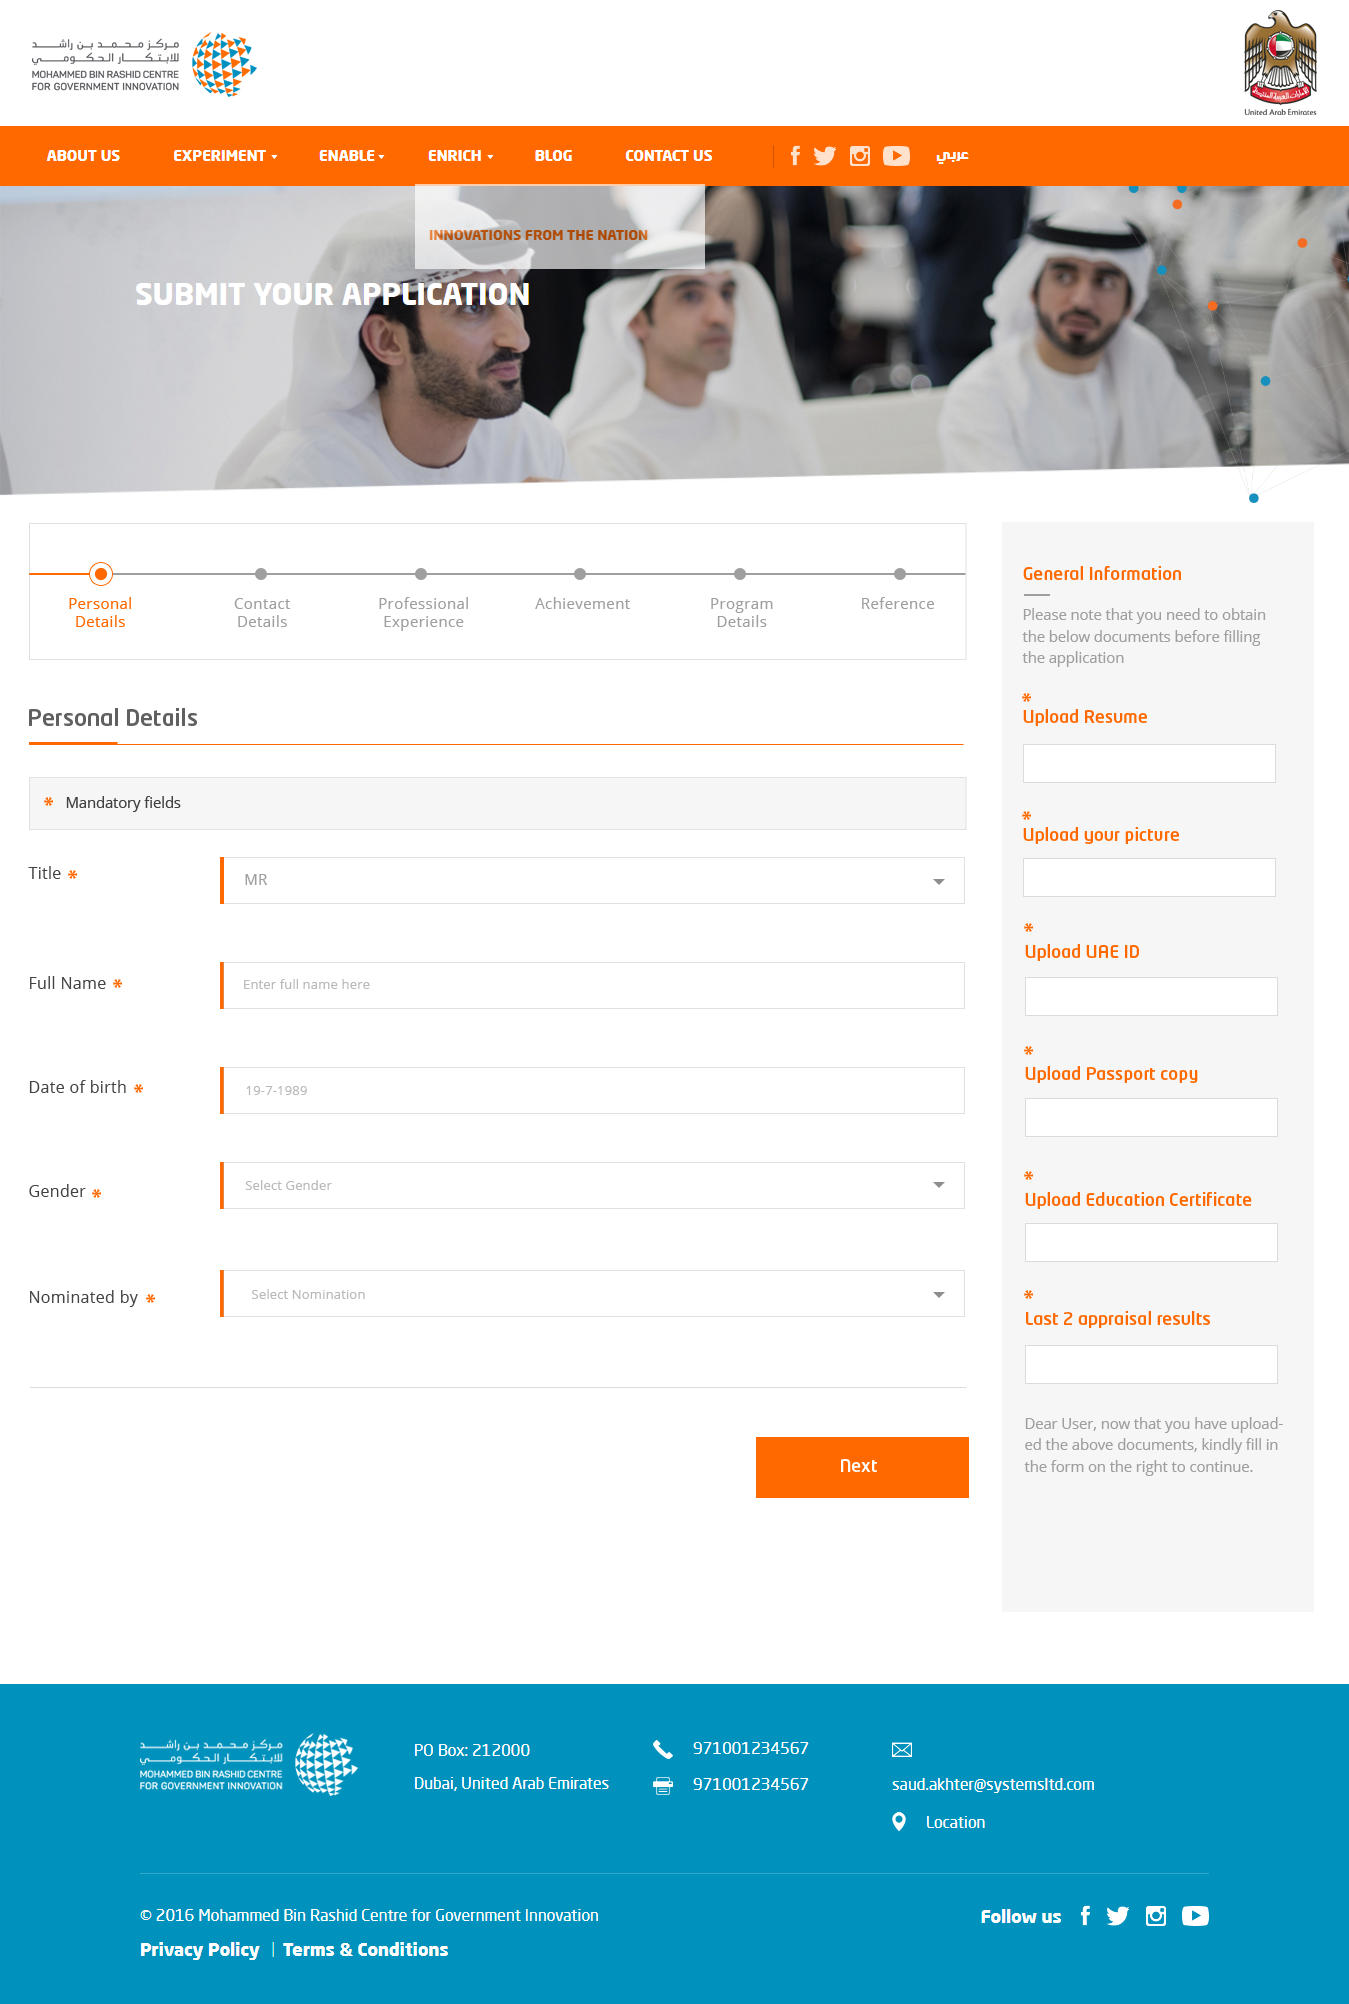 مركز محمد بن راشد
للابتكار الحكومي
MOHAMMED BIN RASHID CENTRE
FOR GOVERNMENT INNOVATION
الإمارات العربية المتحدة
United Arab Emirates
ABOUT US
EXPERIMENT
ENABLE
ENRICH
BLOG
CONTACT US
عربي
INNOVATIONS FROM THE NATION
SUBMIT YOUR APPLICATION
Personal
Details
Contact
Details
Professional
Experience
Achievement
Program
Details
Reference
Personal Details
* Mandatory fields
Title *
MR
Full Name *
Enter full name here
Date of birth *
19-7-1989
Gender *
Select Gender
Nominated by *
Select Nomination
Next
General Information
Please note that you need to obtain
the below documents before filling
the application
*
Upload Resume
*
Upload your picture
*
Upload UAE ID
*
Upload Passport copy
*
Upload Education Certificate
*
Last 2 appraisal results
Dear User, now that you have upload-
ed the above documents, kindly fill in
the form on the right to continue.
مركز محمد بن راشد
للابتكار الحكومي
MOHAMMED BIN RASHID CENTRE
FOR GOVERNMENT INNOVATION
PO Box: 212000
Dubai, United Arab Emirates
971001234567
971001234567
saud.akhter@systemsltd.com
Location
© 2016 Mohammed Bin Rashid Centre for Government Innovation
Privacy Policy | Terms & Conditions
Follow us